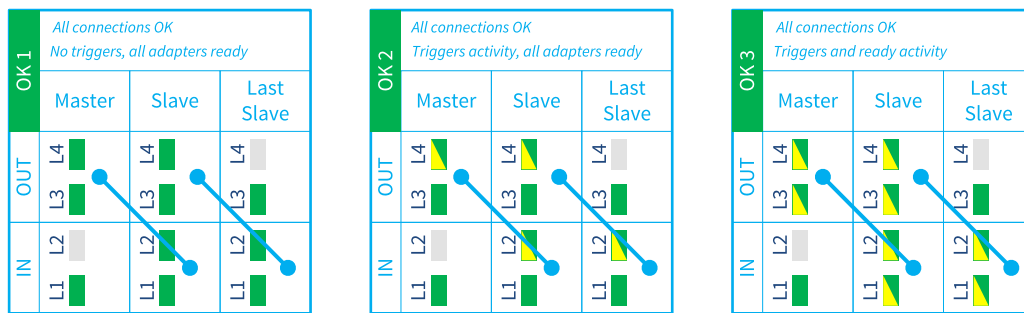 OK 1
All connections OK
No triggers, all adapters ready
Master
Slave
Last
Slave
OUT
L4
L4
L4
L3
L3
L3
IN
L2
L2
L2
L1
L1
L1
OK 2
All connections OK
Triggers activity, all adapters ready
Master
Slave
Last
Slave
OUT
L4
L4
L4
L3
L3
L3
IN
L2
L2
L2
L1
L1
L1
OK 3
All connections OK
Triggers and ready activity
Master
Slave
Last
Slave
OUT
L4
L4
L4
L3
L3
L3
IN
L2
L2
L2
L1
L1
L1